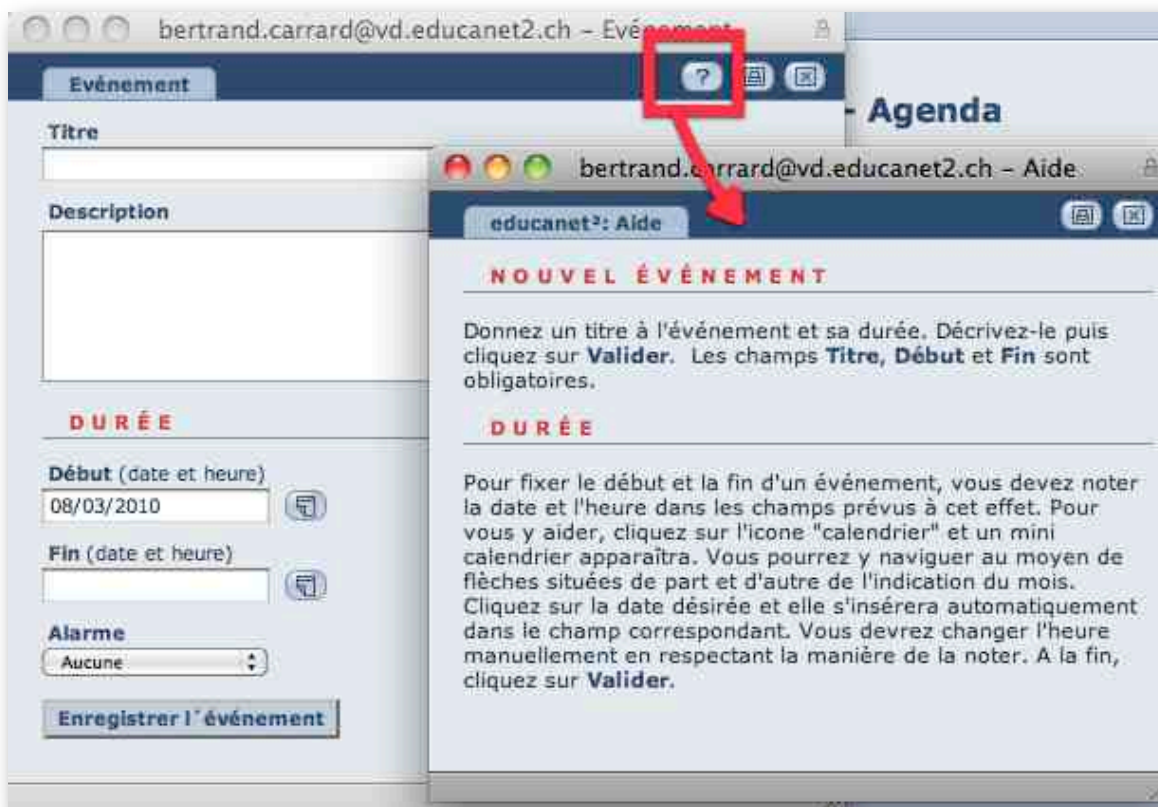 bertrand.carrard@vd.educanet2.ch – Evénement
Evénement
?
Titre
Description
DURÉE
Début (date et heure)
08/03/2010
Fin (date et heure)
Alarme
Aucune
Enregistrer l´événement
- Agenda
bertrand.carrard@vd.educanet2.ch – Aide
educanet²: Aide
NOUVEL ÉVÉNEMENT
Donnez un titre à l'événement et sa durée. Décrivez-le puis
cliquez sur Valider. Les champs Titre, Début et Fin sont
obligatoires.
DURÉE
Pour fixer le début et la fin d'un événement, vous devez noter
la date et l'heure dans les champs prévus à cet effet. Pour
vous y aider, cliquez sur l'icone "calendrier" et un mini
calendrier apparaîtra. Vous pourrez y naviguer au moyen de
flèches situées de part et d'autre de l'indication du mois.
Cliquez sur la date désirée et elle s'insérera automatiquement
dans le champ correspondant. Vous devrez changer l'heure
manuellement en respectant la manière de la noter. A la fin,
cliquez sur Valider.